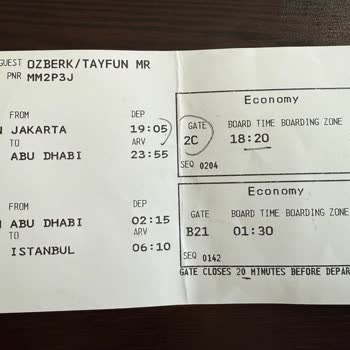 GUEST OZBERK/TAYFUN MR
PNR MM2P3J
FROM DEP
JAKARTA 19:05
TO ARV
ABU DHABI 23:55
Economy
GATE BOARD TIME BOARDING ZONE
2C 18:20
SEQ 0204
FROM DEP
ABU DHABI 02:15
TO ARV
ISTANBUL 06:10
Economy
GATE BOARD TIME BOARDING ZONE
B21 01:30
SEQ 0142
GATE CLOSES 20 MINUTES BEFORE